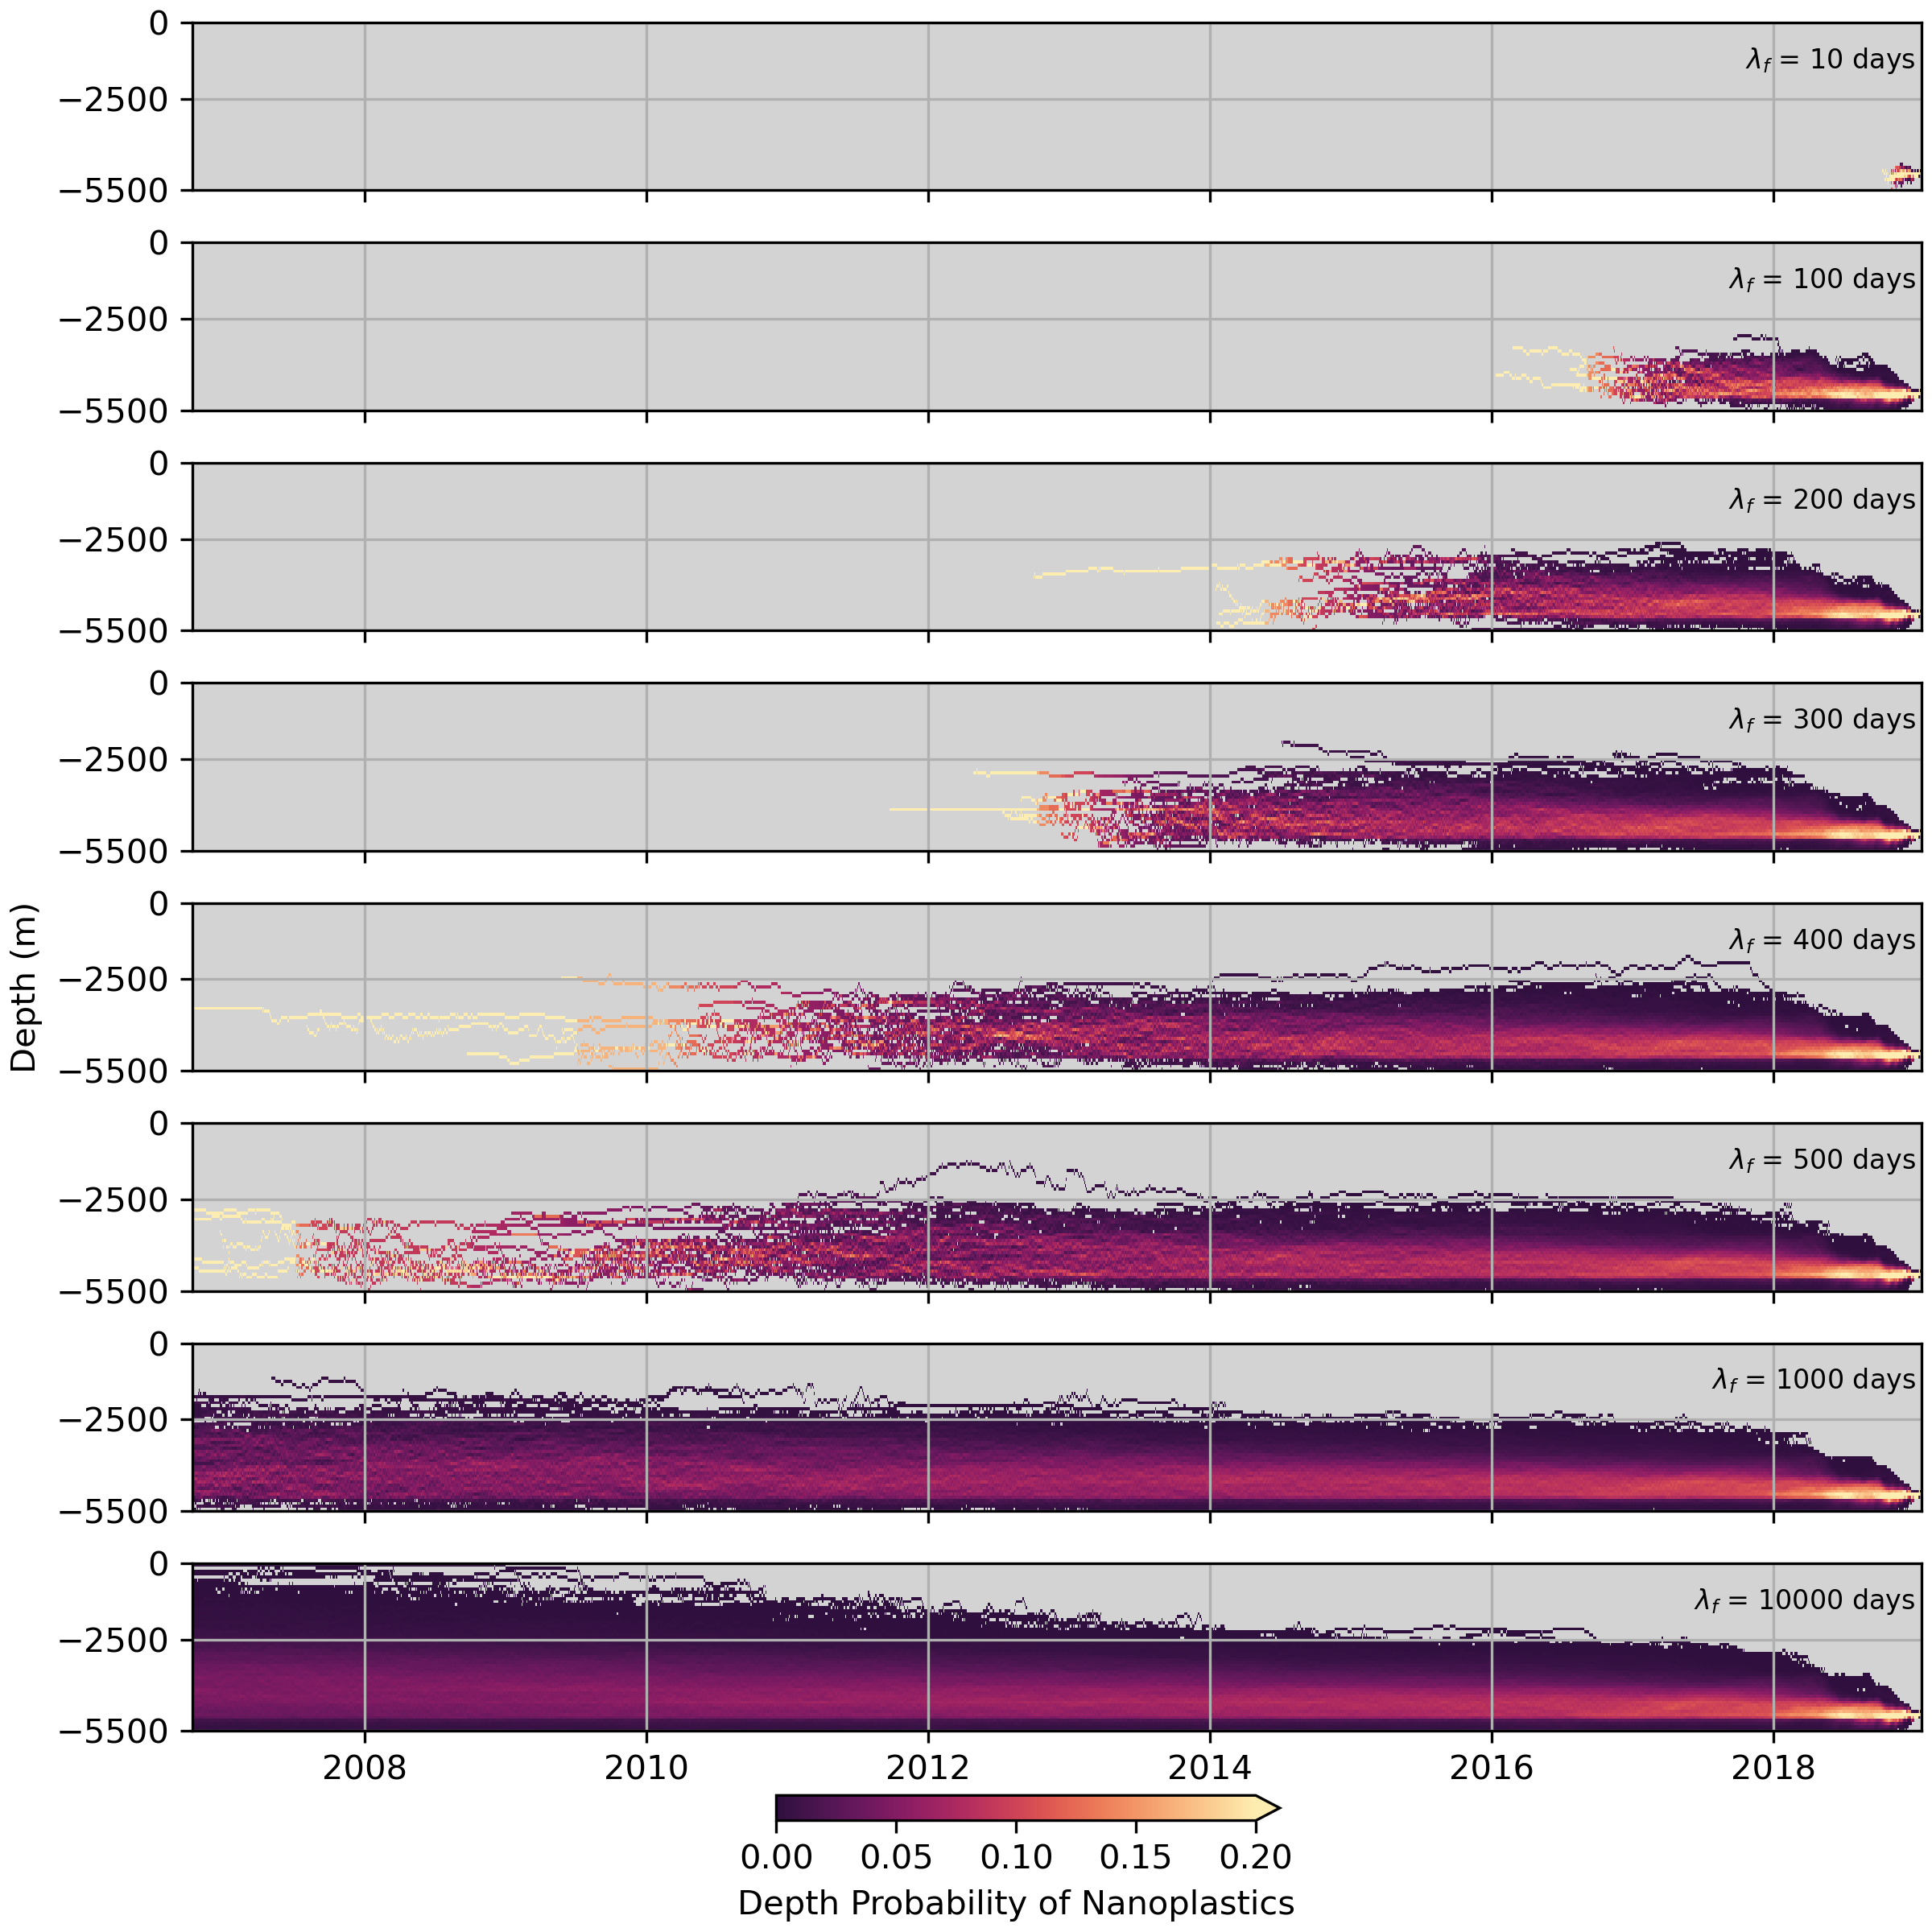 0
−2500
−5500
λf = 10 days
0
−2500
−5500
λf = 100 days
0
−2500
−5500
λf = 200 days
0
−2500
−5500
λf = 300 days
Depth (m)
0
−2500
−5500
λf = 400 days
0
−2500
−5500
λf = 500 days
0
−2500
−5500
λf = 1000 days
0
−2500
−5500
λf = 10000 days
2008 2010 2012 2014 2016 2018
0.00 0.05 0.10 0.15 0.20
Depth Probability of Nanoplastics